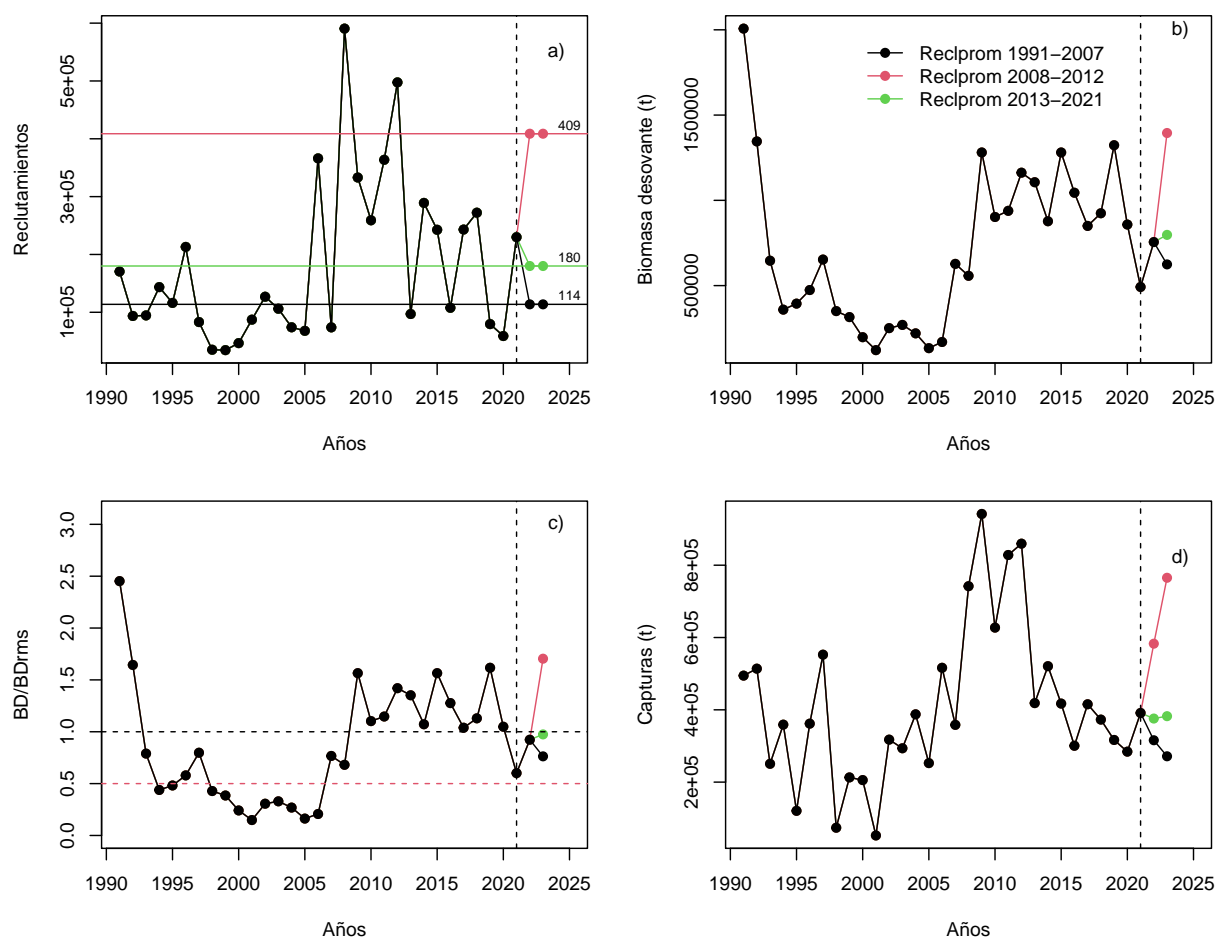 a)
Reclutamientos
1e+05
3e+05
5e+05
409
180
114
1990 1995 2000 2005 2010 2015 2020 2025
Años
b)
Reclprom 1991−2007
Reclprom 2008−2012
Reclprom 2013−2021
Biomasa desovante (t)
500000
1500000
1990 1995 2000 2005 2010 2015 2020 2025
Años
c)
BD/BDrms
0.0 0.5 1.0 1.5 2.0 2.5 3.0
1990 1995 2000 2005 2010 2015 2020 2025
Años
d)
Capturas (t)
2e+05 4e+05 6e+05 8e+05
1990 1995 2000 2005 2010 2015 2020 2025
Años